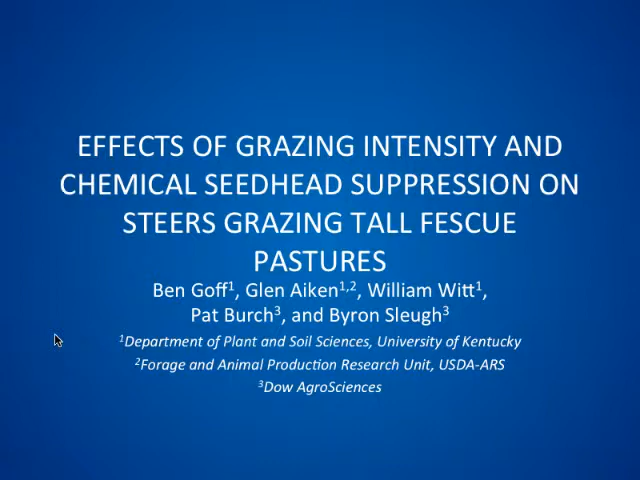 EFFECTS OF GRAZING INTENSITY AND
CHEMICAL SEEDHEAD SUPPRESSION ON
STEERS GRAZING TALL FESCUE
PASTURES
Ben Goff¹, Glen Aiken¹,², William Witt¹,
Pat Burch³, and Byron Sleugh³
¹Department of Plant and Soil Sciences, University of Kentucky
²Forage and Animal Production Research Unit, USDA-ARS
³Dow AgroSciences